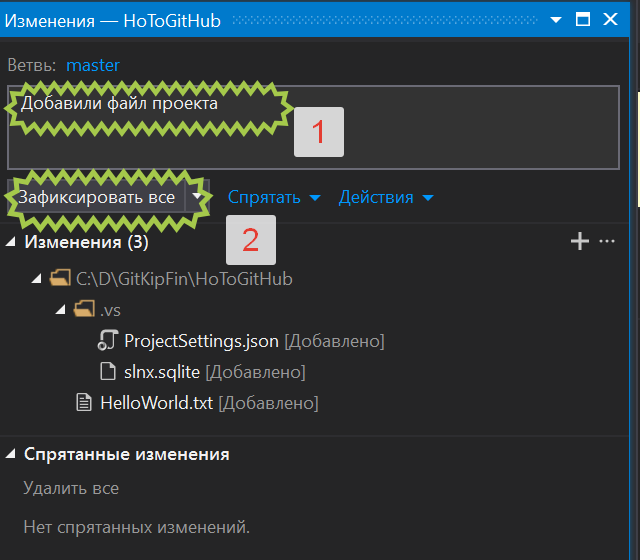 Изменения — HoToGitHub
Ветвь: master
Добавили файл проекта
1
Зафиксировать все Спрятать Действия
2
Изменения (3)
C:\D\GitKipFin\HoToGitHub
.vs
ProjectSettings.json [Добавлено]
slnx.sqlite [Добавлено]
HelloWorld.txt [Добавлено]
Спрятанные изменения
Удалить все
Нет спрятанных изменений.